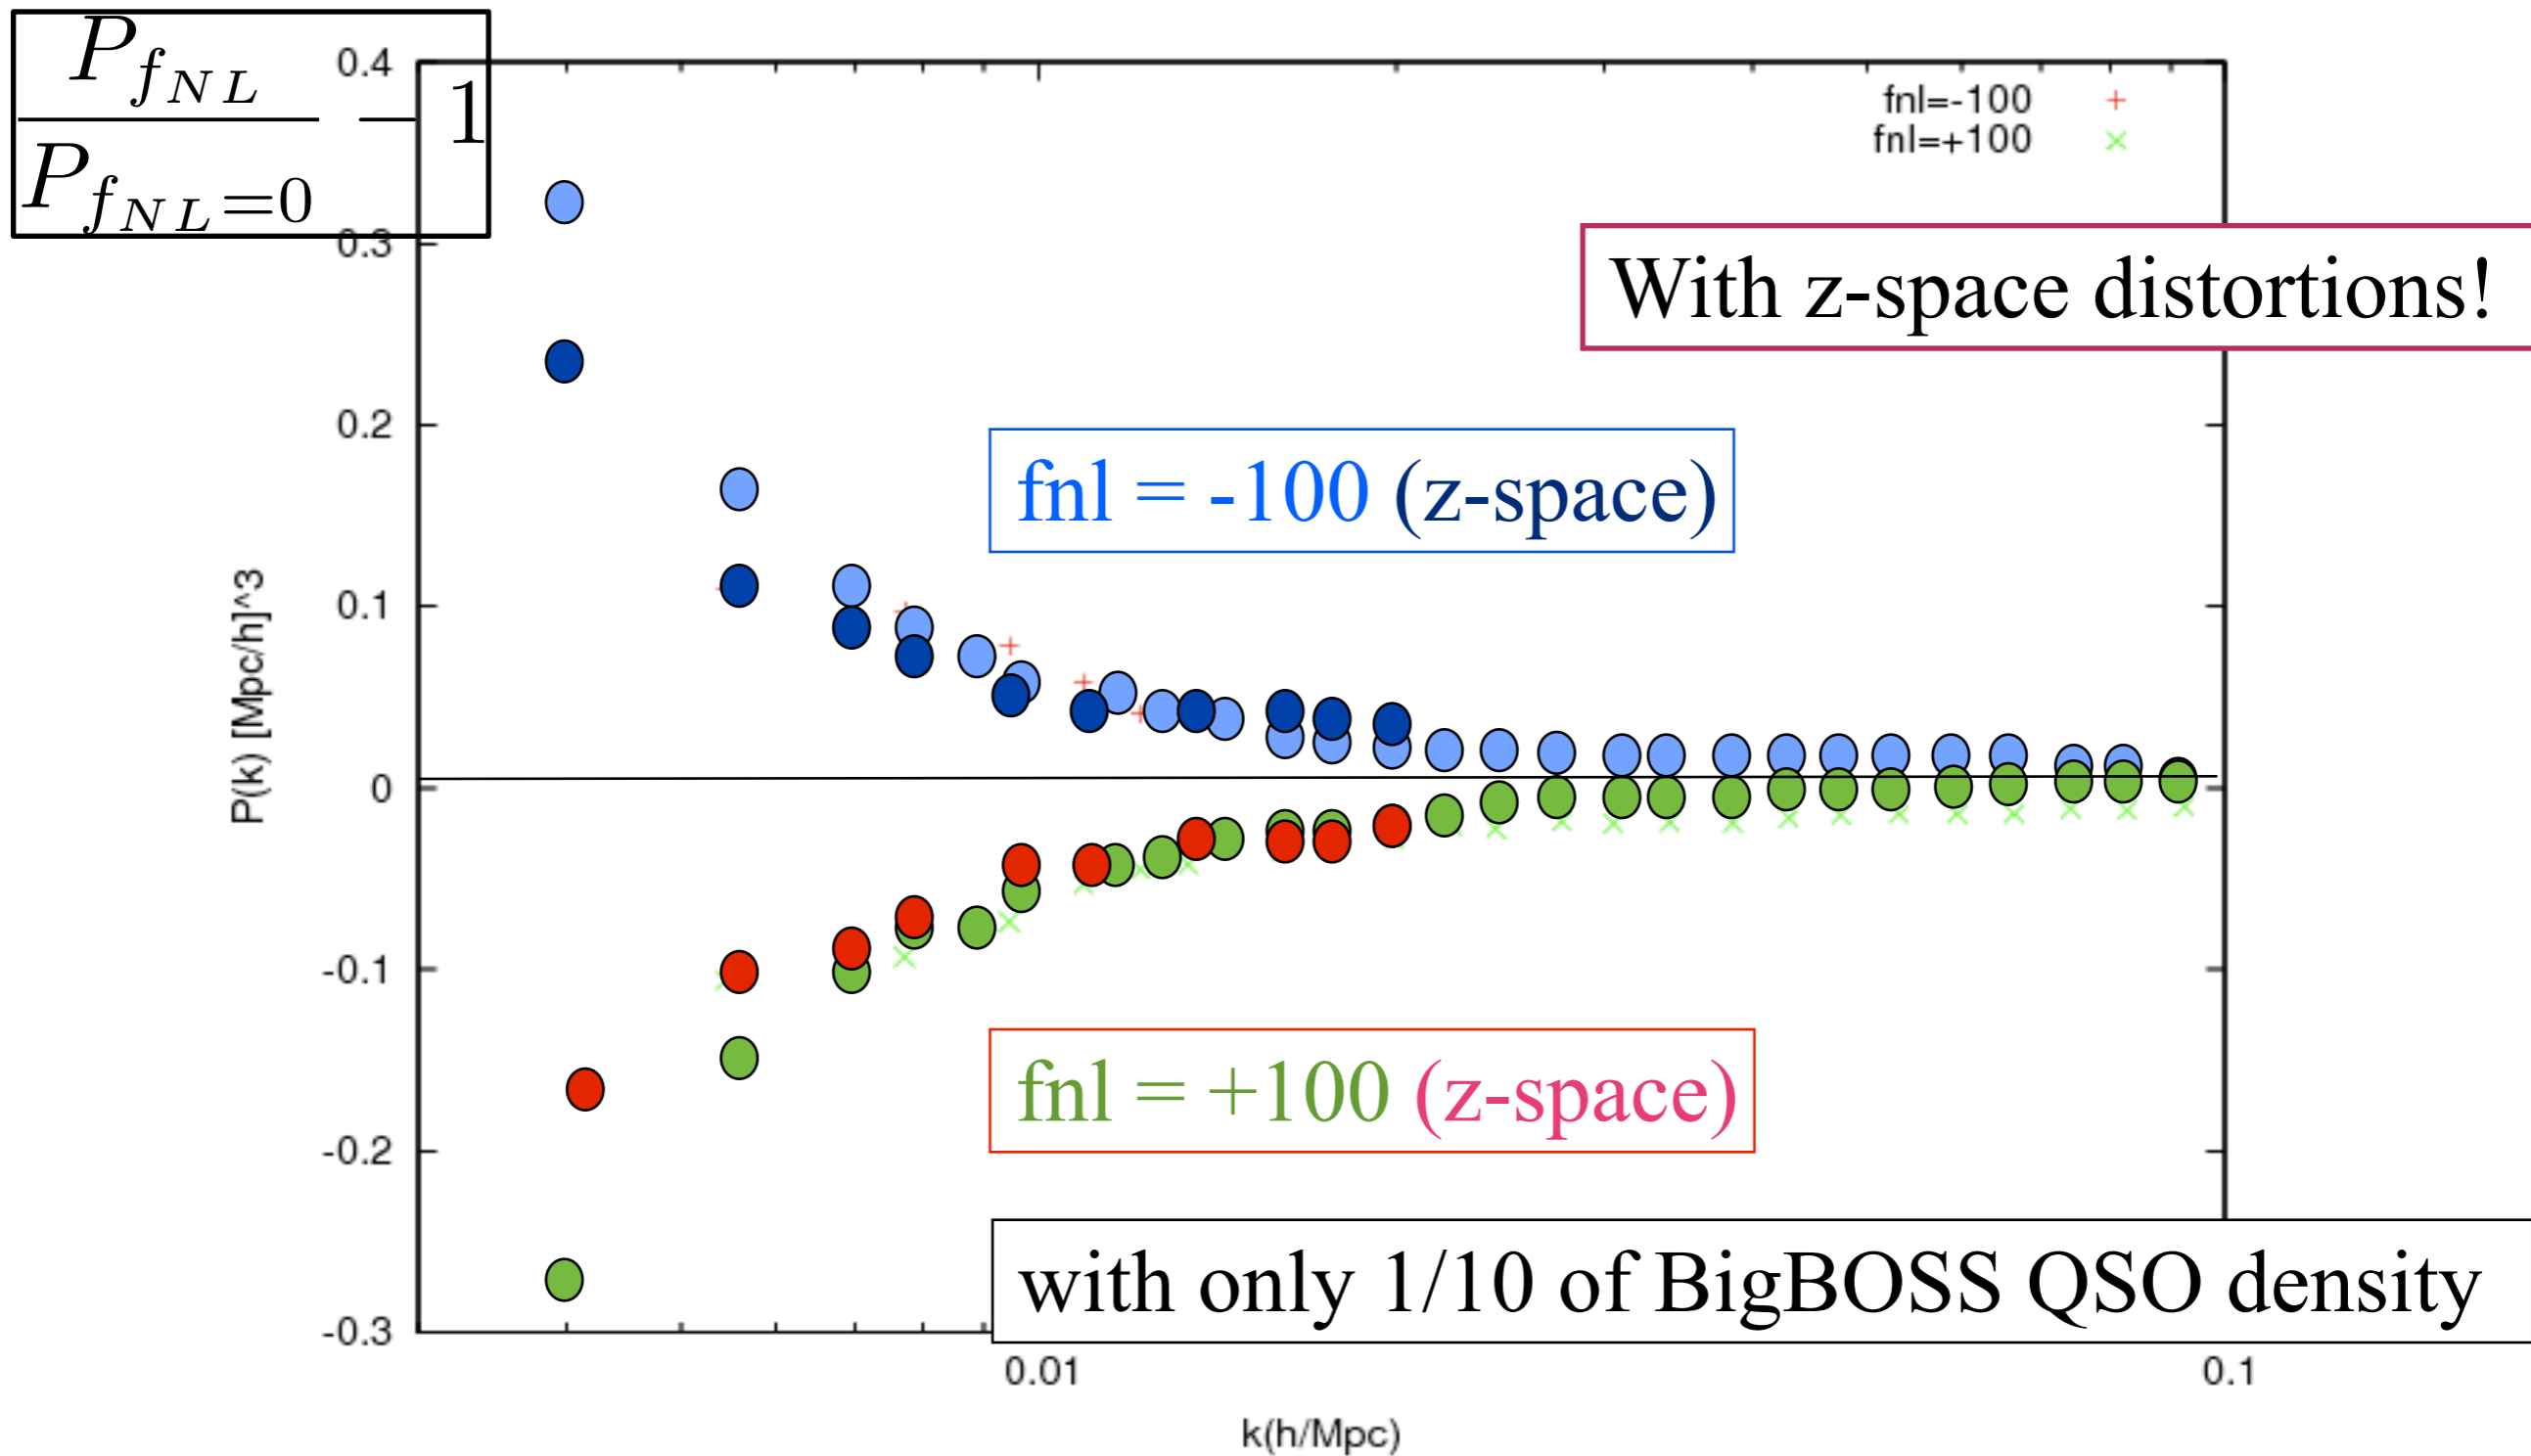 P_{f_{NL}}
P_{f_{NL}=0}
− 1
0.4
0.3
0.2
0.1
0
-0.1
-0.2
-0.3
P(k) [Mpc/h]^3
fnl=-100
fnl=+100
With z-space distortions!
fnl = -100 (z-space)
fnl = +100 (z-space)
with only 1/10 of BigBOSS QSO density
0.01
0.1
k(h/Mpc)